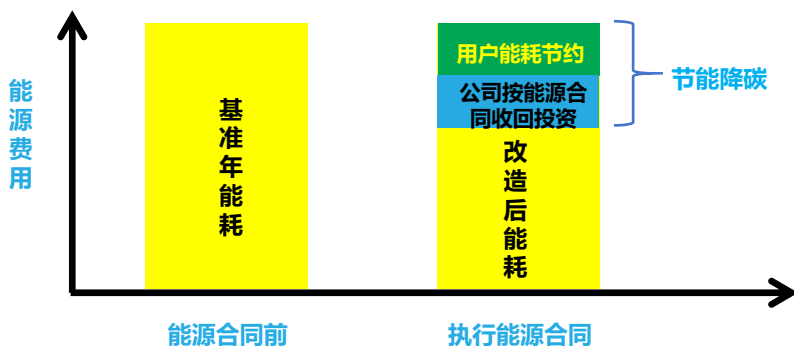 能源费用
基准年能耗
用户能耗节约
公司按能源合
同收回投资
改造后能耗
节能降碳
能源合同前
执行能源合同